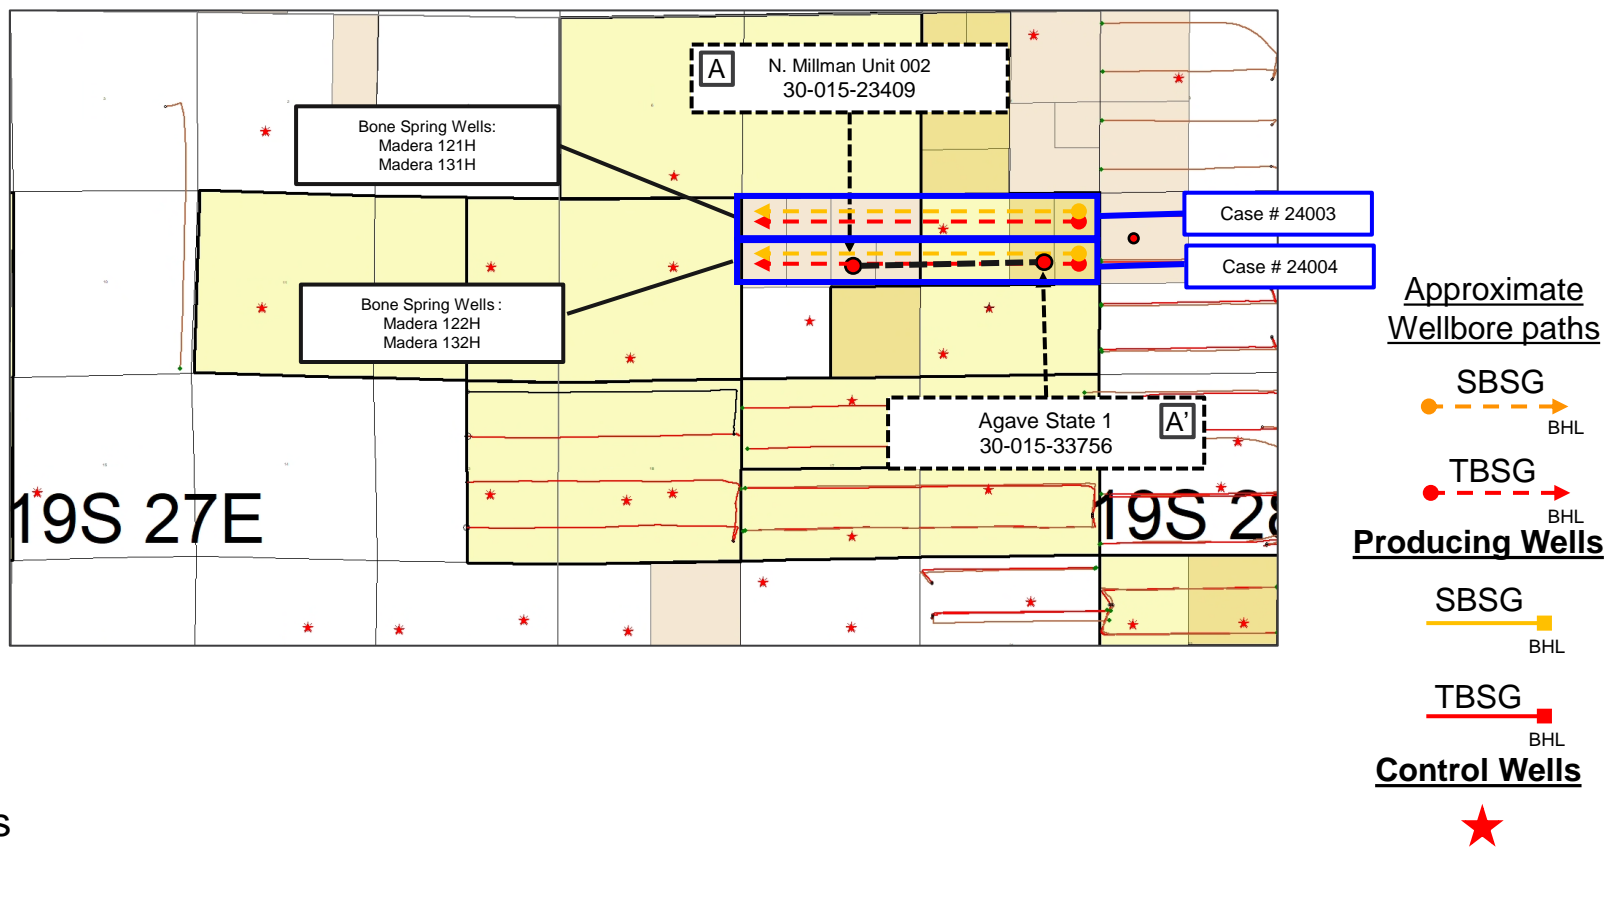 A
N. Millman Unit 002
30-015-23409
Bone Spring Wells:
Madera 121H
Madera 131H
Case # 24003
Case # 24004
Bone Spring Wells :
Madera 122H
Madera 132H
Agave State 1
30-015-33756
A’
19S 27E
19S 28
Approximate
Wellbore paths
SBSG
BHL
TBSG
BHL
Producing Wells
SBSG
BHL
TBSG
BHL
Control Wells
s